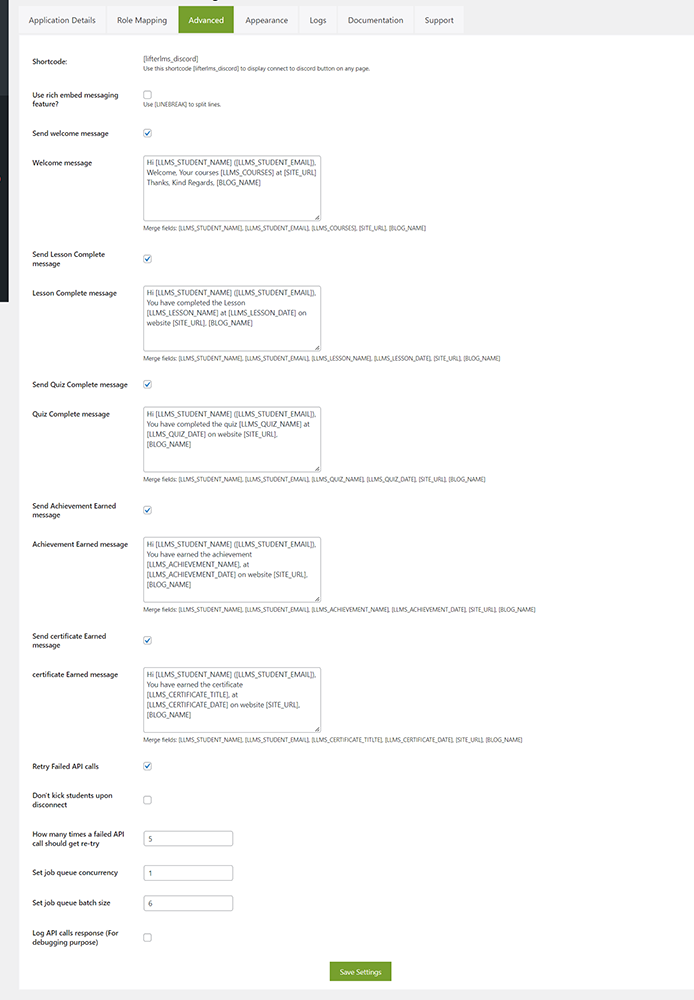 Application Details
Role Mapping
Advanced
Appearance
Logs
Documentation
Support
Shortcode:
[lifterlms_discord]
Use this shortcode [lifterlms_discord] to display connect to discord button on any page.
Use rich embed messaging
feature?
Use [LINEBREAK] to split lines.
Send welcome message
Welcome message
Hi [LLMS_STUDENT_NAME] ([LLMS_STUDENT_EMAIL]),
Welcome, Your courses [LLMS_COURSES] at [SITE_URL]
Thanks, Kind Regards, [BLOG_NAME]
Merge fields: [LLMS_STUDENT_NAME], [LLMS_STUDENT_EMAIL], [LLMS_COURSES], [SITE_URL], [BLOG_NAME]
Send Lesson Complete
message
Lesson Complete message
Hi [LLMS_STUDENT_NAME] ([LLMS_STUDENT_EMAIL]),
You have completed the Lesson
[LLMS_LESSON_NAME] at [LLMS_LESSON_DATE] on
website [SITE_URL], [BLOG_NAME]
Merge fields: [LLMS_STUDENT_NAME], [LLMS_STUDENT_EMAIL], [LLMS_LESSON_NAME], [LLMS_LESSON_DATE], [SITE_URL], [BLOG_NAME]
Send Quiz Complete message
Quiz Complete message
Hi [LLMS_STUDENT_NAME] ([LLMS_STUDENT_EMAIL]),
You have completed the quiz [LLMS_QUIZ_NAME] at
[LLMS_QUIZ_DATE] on website [SITE_URL],
[BLOG_NAME]
Merge fields: [LLMS_STUDENT_NAME], [LLMS_STUDENT_EMAIL], [LLMS_QUIZ_NAME], [LLMS_QUIZ_DATE], [SITE_URL], [BLOG_NAME]
Send Achievement Earned
message
Achievement Earned message
Hi [LLMS_STUDENT_NAME] ([LLMS_STUDENT_EMAIL]),
You have earned the achievement
[LLMS_ACHIEVEMENT_NAME], at
[LLMS_ACHIEVEMENT_DATE] on website [SITE_URL],
[BLOG_NAME]
Merge fields: [LLMS_STUDENT_NAME], [LLMS_STUDENT_EMAIL], [LLMS_ACHIEVEMENT_NAME], [LLMS_ACHIEVEMENT_DATE], [SITE_URL], [BLOG_NAME]
Send certificate Earned
message
certificate Earned message
Hi [LLMS_STUDENT_NAME] ([LLMS_STUDENT_EMAIL]),
You have earned the certificate
[LLMS_CERTIFICATE_TITLE], at
[LLMS_CERTIFICATE_DATE] on website [SITE_URL],
[BLOG_NAME]
Merge fields: [LLMS_STUDENT_NAME], [LLMS_STUDENT_EMAIL], [LLMS_CERTIFICATE_TITLTE], [LLMS_CERTIFICATE_DATE], [SITE_URL], [BLOG_NAME]
Retry Failed API calls
Don't kick students upon
disconnect
How many times a failed API
call should get re-try
5
Set job queue concurrency
1
Set job queue batch size
6
Log API calls response (For
debugging purpose)
Save Settings